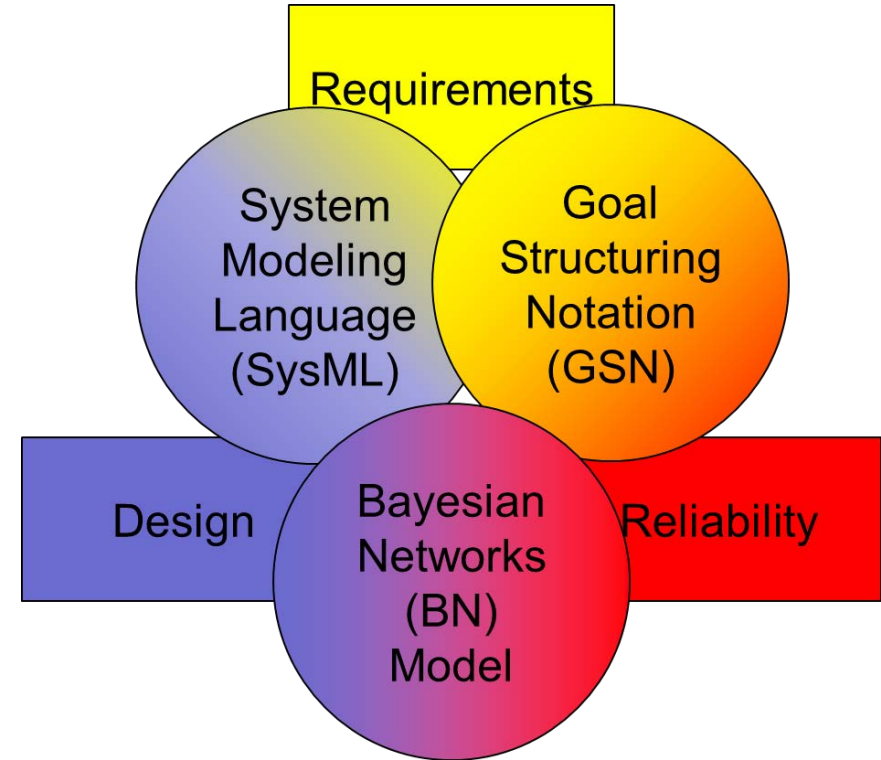 Requirements
System
Modeling
Language
(SysML)
Goal
Structuring
Notation
(GSN)
Design
Bayesian
Networks
(BN)
Model
Reliability